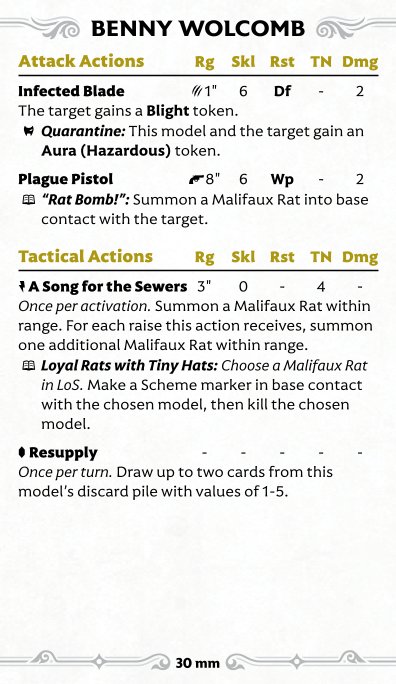 BENNY WOLCOMB
Attack Actions Rg Skl Rst TN Dmg
Infected Blade 1" 6 Df - 2
The target gains a Blight token.
Quarantine: This model and the target gain an
Aura (Hazardous) token.
Plague Pistol 8" 6 Wp - 2
“Rat Bomb!”: Summon a Malifaux Rat into base
contact with the target.
Tactical Actions Rg Skl Rst TN Dmg
A Song for the Sewers 3" 0 - 4 -
Once per activation. Summon a Malifaux Rat within
range. For each raise this action receives, summon
one additional Malifaux Rat within range.
Loyal Rats with Tiny Hats: Choose a Malifaux Rat
in LoS. Make a Scheme marker in base contact
with the chosen model, then kill the chosen
model.
Resupply - - - - -
Once per turn. Draw up to two cards from this
model’s discard pile with values of 1-5.
30 mm